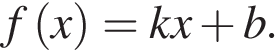 f(x) = kx + b.